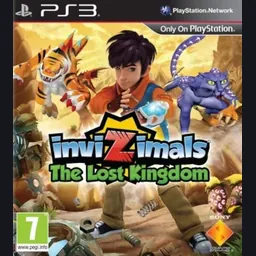 PS3
PlayStation Network
Only On PlayStation
inviZimals
The Lost Kingdom
7
www.pegi.info
SONY